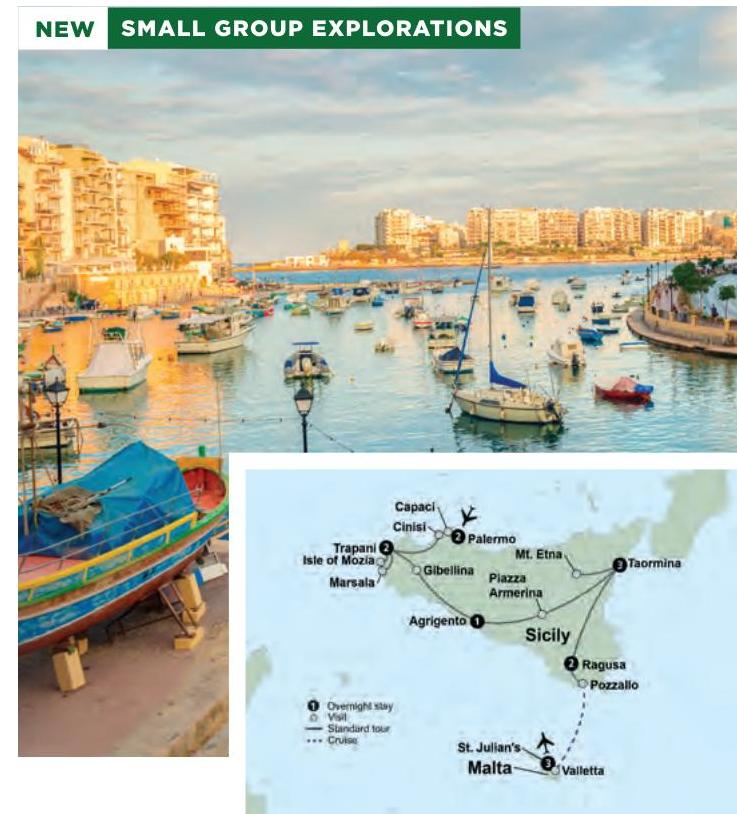 NEW SMALL GROUP EXPLORATIONS
Capaci
Cinisi
2 Palermo
Trapani 2
Isle of Mozia
Marsala
Gibellina
Mt. Etna
3 Taormina
Piazza
Armerina
Agrigento 1
Sicily
2 Ragusa
Pozzallo
1 Overnight stay
Visit
Standard tour
Cruise
St. Julian's
Malta 3 Valletta